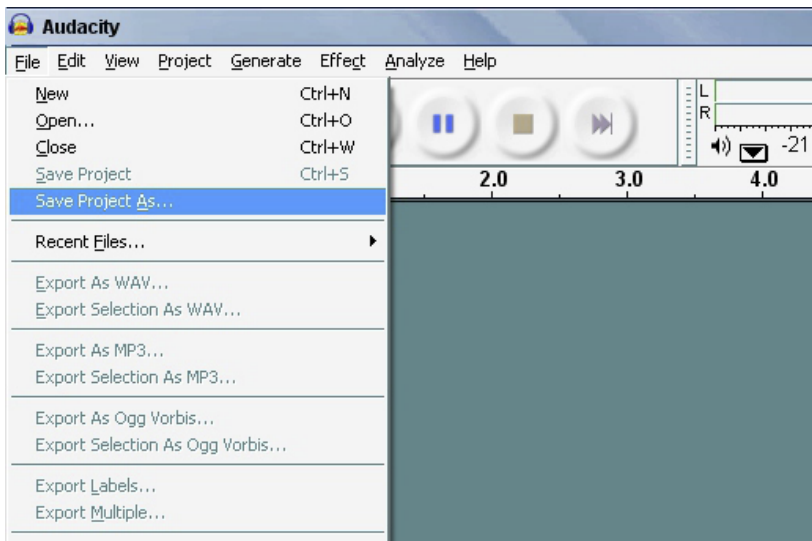 Audacity
File Edit View Project Generate Effect Analyze Help
New Ctrl+N
Open... Ctrl+O
Close Ctrl+W
Save Project Ctrl+S
Save Project As...
Recent Files...
Export As WAV...
Export Selection As WAV...
Export As MP3...
Export Selection As MP3...
Export As Ogg Vorbis...
Export Selection As Ogg Vorbis...
Export Labels...
Export Multiple...
L
R
-21
2.0 3.0 4.0